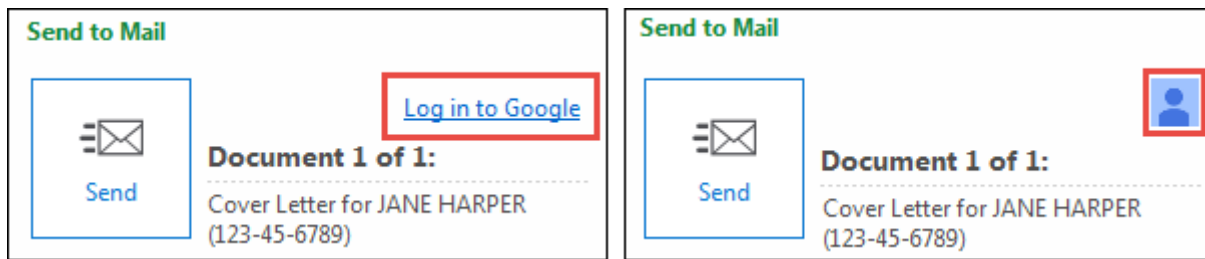 Send to Mail
Log in to Google
Send
Document 1 of 1:
Cover Letter for JANE HARPER
(123-45-6789)
Send to Mail
Send
Document 1 of 1:
Cover Letter for JANE HARPER
(123-45-6789)